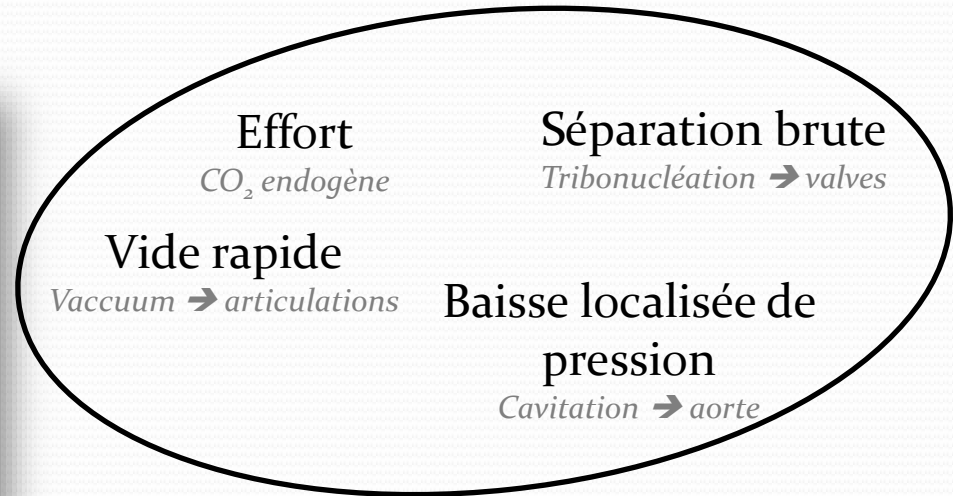 Effort
CO₂ endogène
Séparation brute
Tribonucléation ➔ valves
Vide rapide
Vaccuum ➔ articulations
Baisse localisée de
pression
Cavitation ➔ aorte